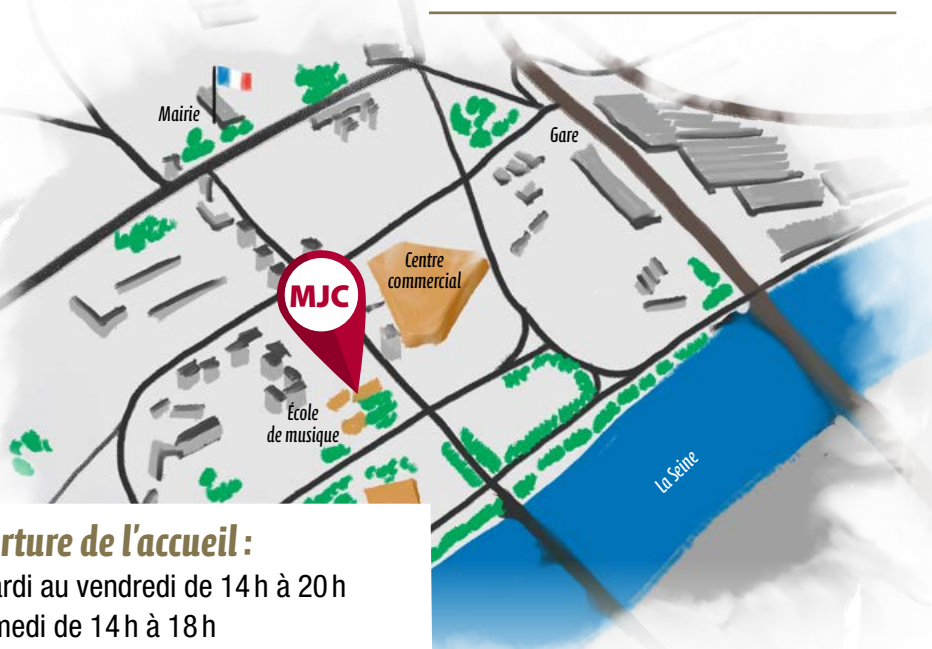 Mairie
Gare
Centre
commercial
MJC
École
de musique
La Seine
rture de l'accueil :
ardi au vendredi de 14 h à 20 h
medi de 14 h à 18 h